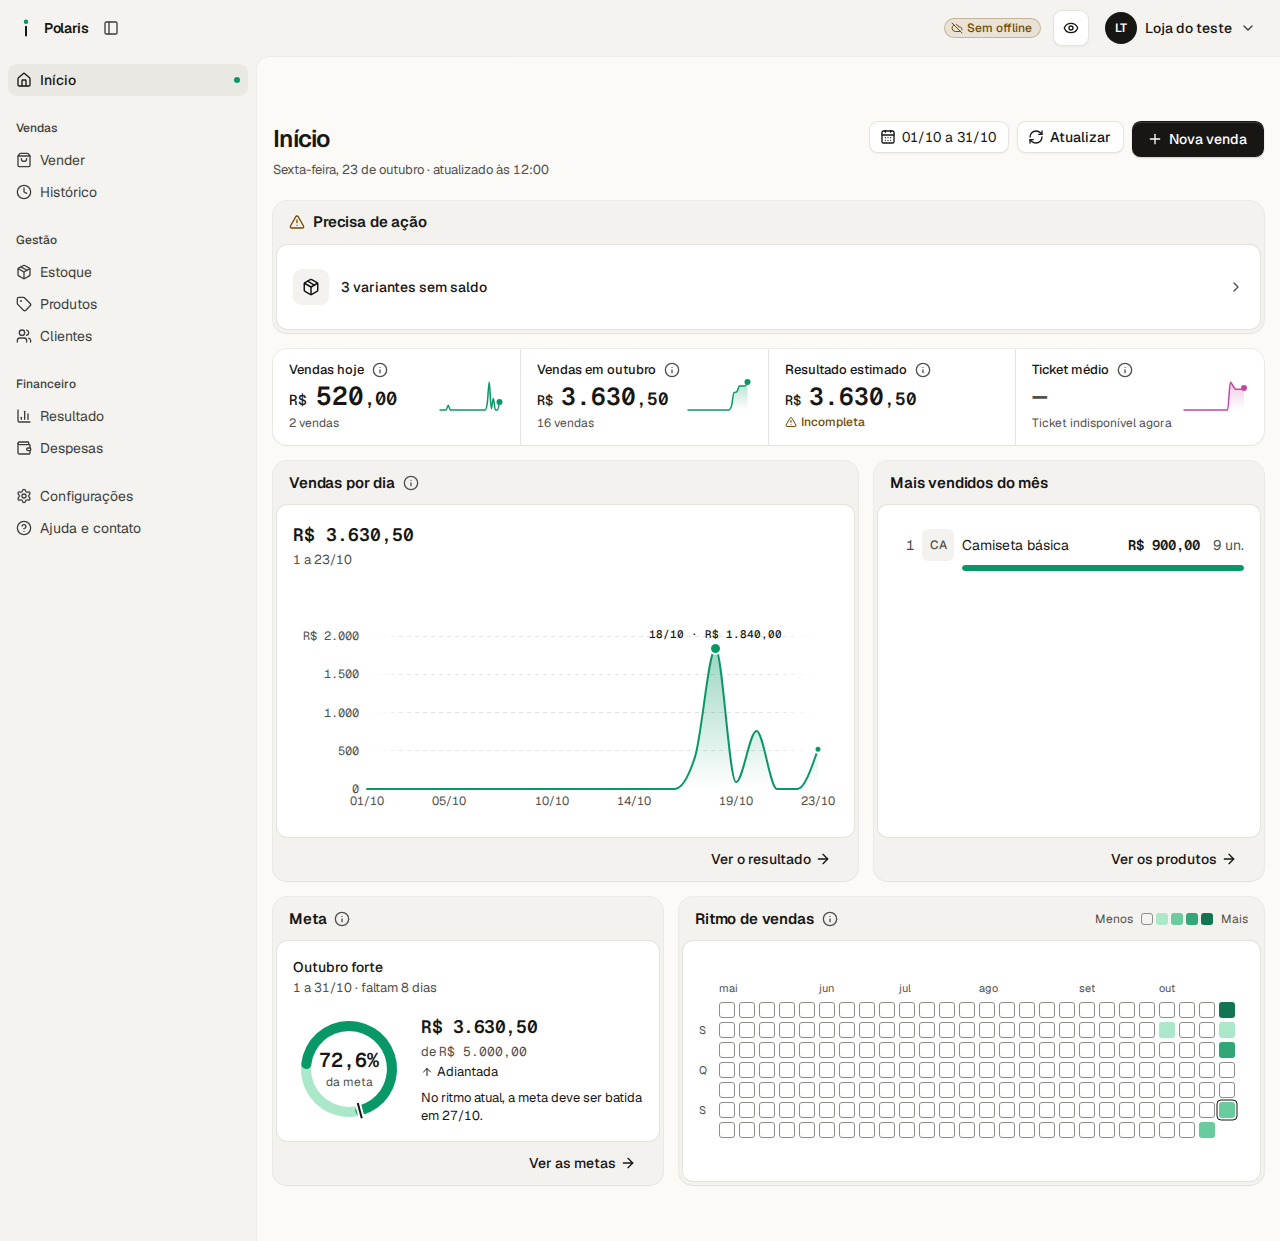 Polaris
Sem offline
LT
Loja do teste
Início
Vendas
Vender
Histórico
Gestão
Estoque
Produtos
Clientes
Financeiro
Resultado
Despesas
Configurações
Ajuda e contato
Início
01/10 a 31/10
Atualizar
Nova venda
Sexta-feira, 23 de outubro · atualizado às 12:00
Precisa de ação
3 variantes sem saldo
Vendas hoje
R$ 520,00
2 vendas
Vendas em outubro
R$ 3.630,50
16 vendas
Resultado estimado
R$ 3.630,50
Incompleta
Ticket médio
—
Ticket indisponível agora
Vendas por dia
R$ 3.630,50
1 a 23/10
18/10 · R$ 1.840,00
R$ 2.000
1.500
1.000
500
0
01/10 05/10 10/10 14/10 19/10 23/10
Ver o resultado
Mais vendidos do mês
1 CA Camiseta básica R$ 900,00 9 un.
Ver os produtos
Meta
Outubro forte
1 a 31/10 · faltam 8 dias
72,6%
da meta
R$ 3.630,50
de R$ 5.000,00
Adiantada
No ritmo atual, a meta deve ser batida
em 27/10.
Ver as metas
Ritmo de vendas
Menos Mais
mai jun jul ago set out
S
Q
S